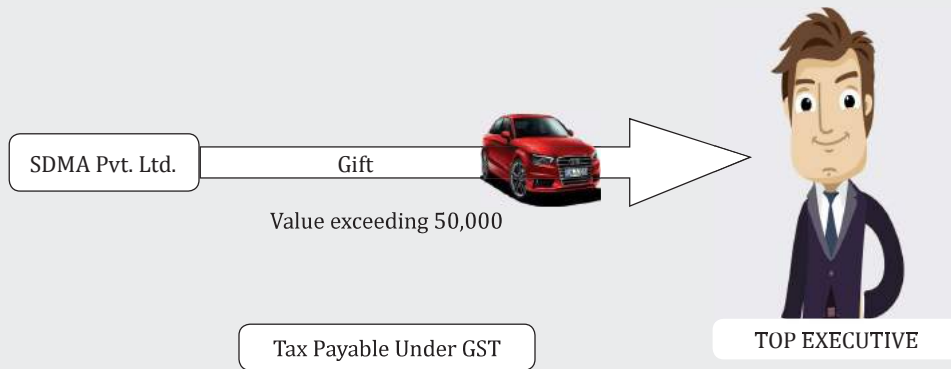 SDMA Pvt. Ltd.
Gift
Value exceeding 50,000
Tax Payable Under GST
TOP EXECUTIVE